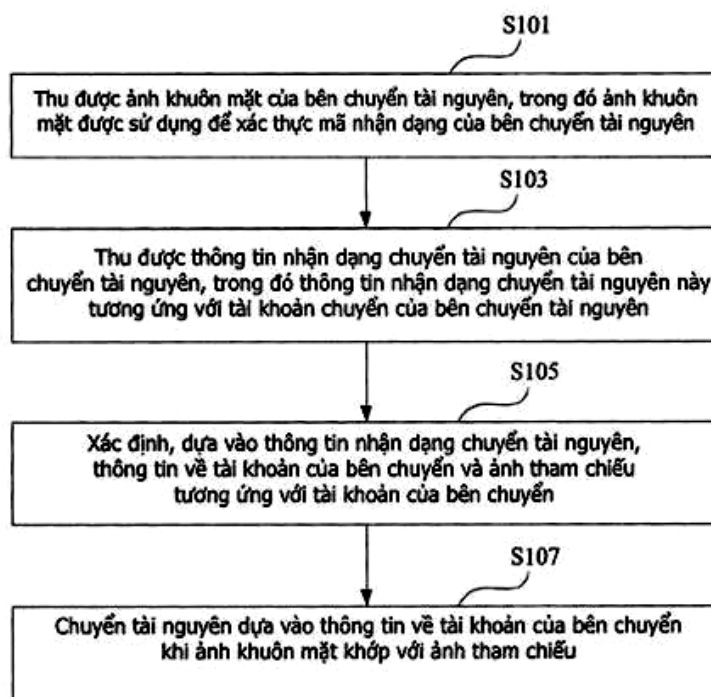 S101
Thu được ảnh khuôn mặt của bên chuyển tài nguyên, trong đó ảnh khuôn
mặt được sử dụng để xác thực mã nhận dạng của bên chuyển tài nguyên
S103
Thu được thông tin nhận dạng chuyển tài nguyên của bên
chuyển tài nguyên, trong đó thông tin nhận dạng chuyển tài nguyên này
tương ứng với tài khoản chuyển của bên chuyển tài nguyên
S105
Xác định, dựa vào thông tin nhận dạng chuyển tài nguyên,
thông tin về tài khoản của bên chuyển và ảnh tham chiếu
tương ứng với tài khoản của bên chuyển
S107
Chuyển tài nguyên dựa vào thông tin về tài khoản của bên chuyển
khi ảnh khuôn mặt khớp với ảnh tham chiếu